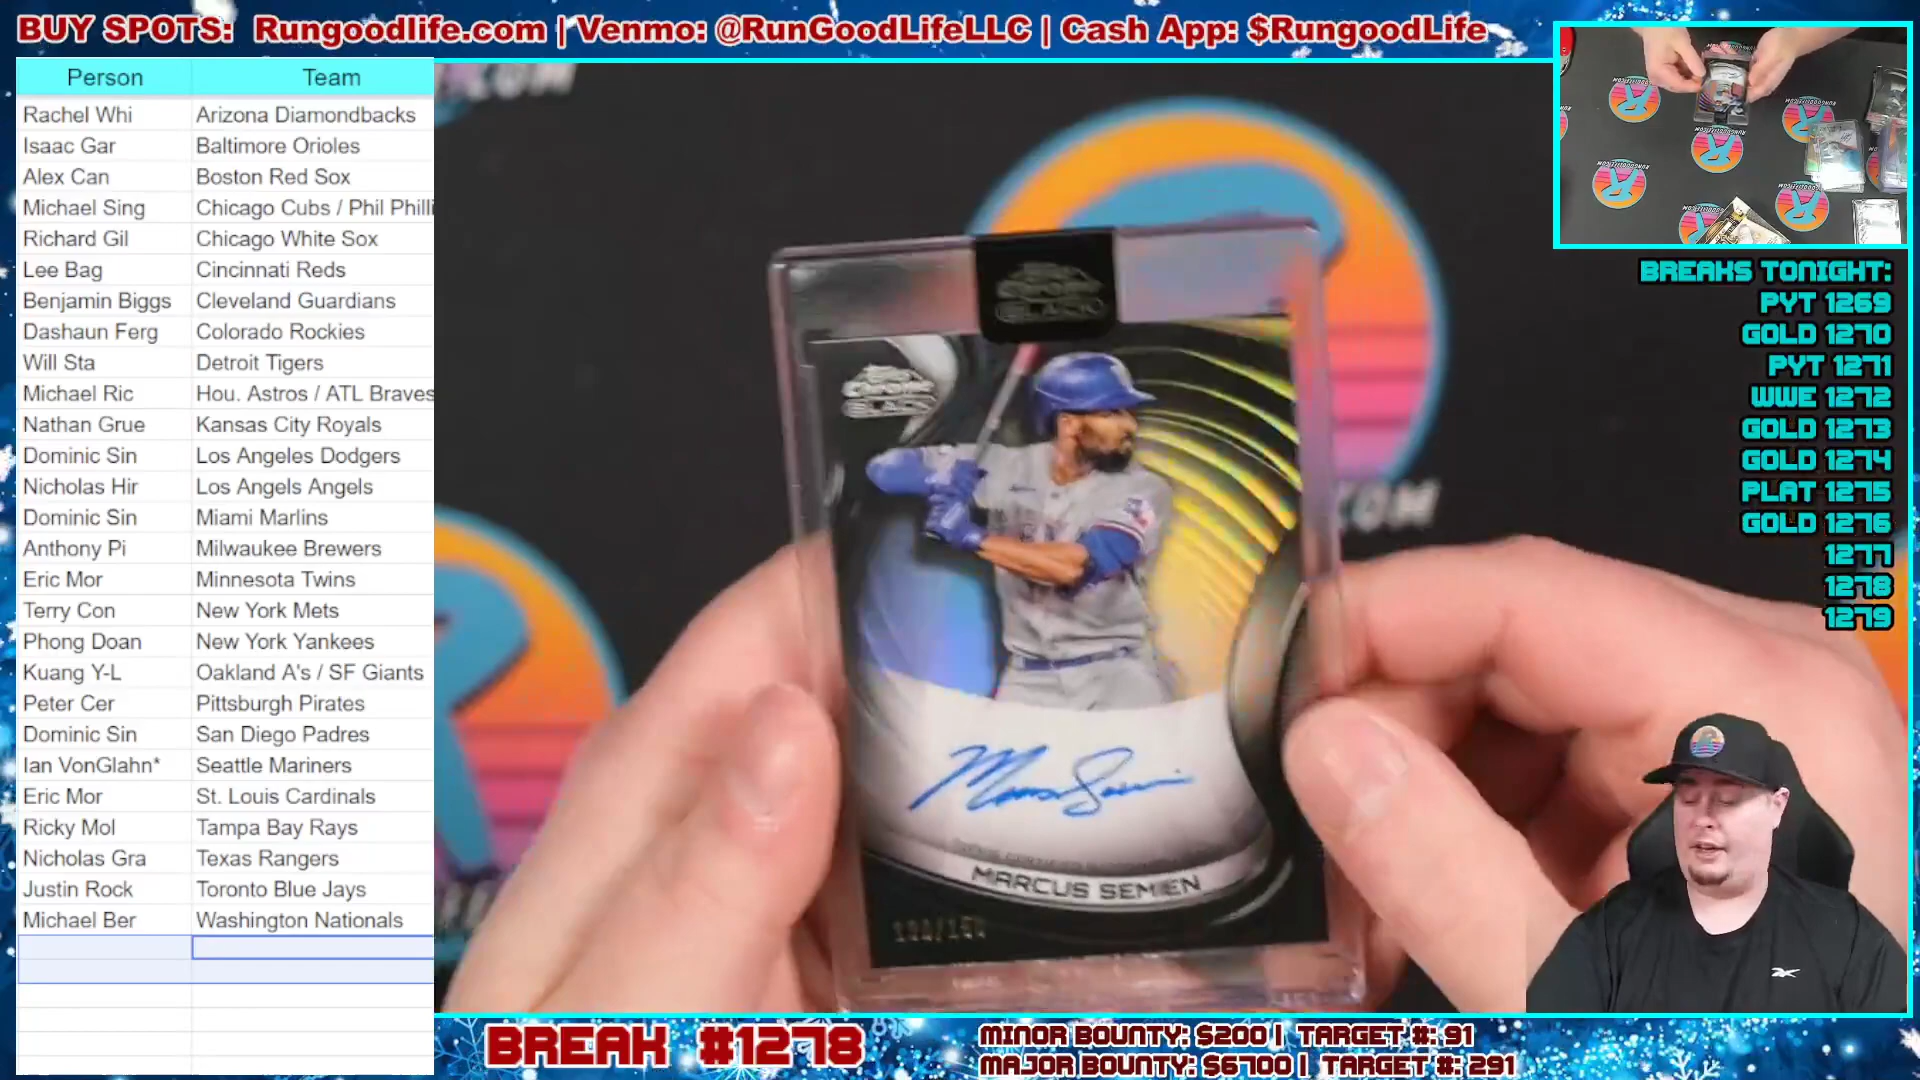 BUY SPOTS: Rungoodlife.com | Venmo: @RunGoodLifeLLC | Cash App: $RungoodLife
Person Team
Rachel Whi Arizona Diamondbacks
Isaac Gar Baltimore Orioles
Alex Can Boston Red Sox
Michael Sing Chicago Cubs / Phil Philli
Richard Gil Chicago White Sox
Lee Bag Cincinnati Reds
Benjamin Biggs Cleveland Guardians
Dashaun Ferg Colorado Rockies
Will Sta Detroit Tigers
Michael Ric Hou. Astros / ATL Braves
Nathan Grue Kansas City Royals
Dominic Sin Los Angeles Dodgers
Nicholas Hir Los Angels Angels
Dominic Sin Miami Marlins
Anthony Pi Milwaukee Brewers
Eric Mor Minnesota Twins
Terry Con New York Mets
Phong Doan New York Yankees
Kuang Y-L Oakland A's / SF Giants
Peter Cer Pittsburgh Pirates
Dominic Sin San Diego Padres
Ian VonGlahn* Seattle Mariners
Eric Mor St. Louis Cardinals
Ricky Mol Tampa Bay Rays
Nicholas Gra Texas Rangers
Justin Rock Toronto Blue Jays
Michael Ber Washington Nationals
MARCUS SEMIEN
BREAKS TONIGHT:
PYT 1269
GOLD 1270
PYT 1271
WWE 1272
GOLD 1273
GOLD 1274
PLAT 1275
GOLD 1276
1277
1278
1279
BREAK #1278
MINOR BOUNTY: $200 | TARGET #: 91
MAJOR BOUNTY: $6700 | TARGET #: 291